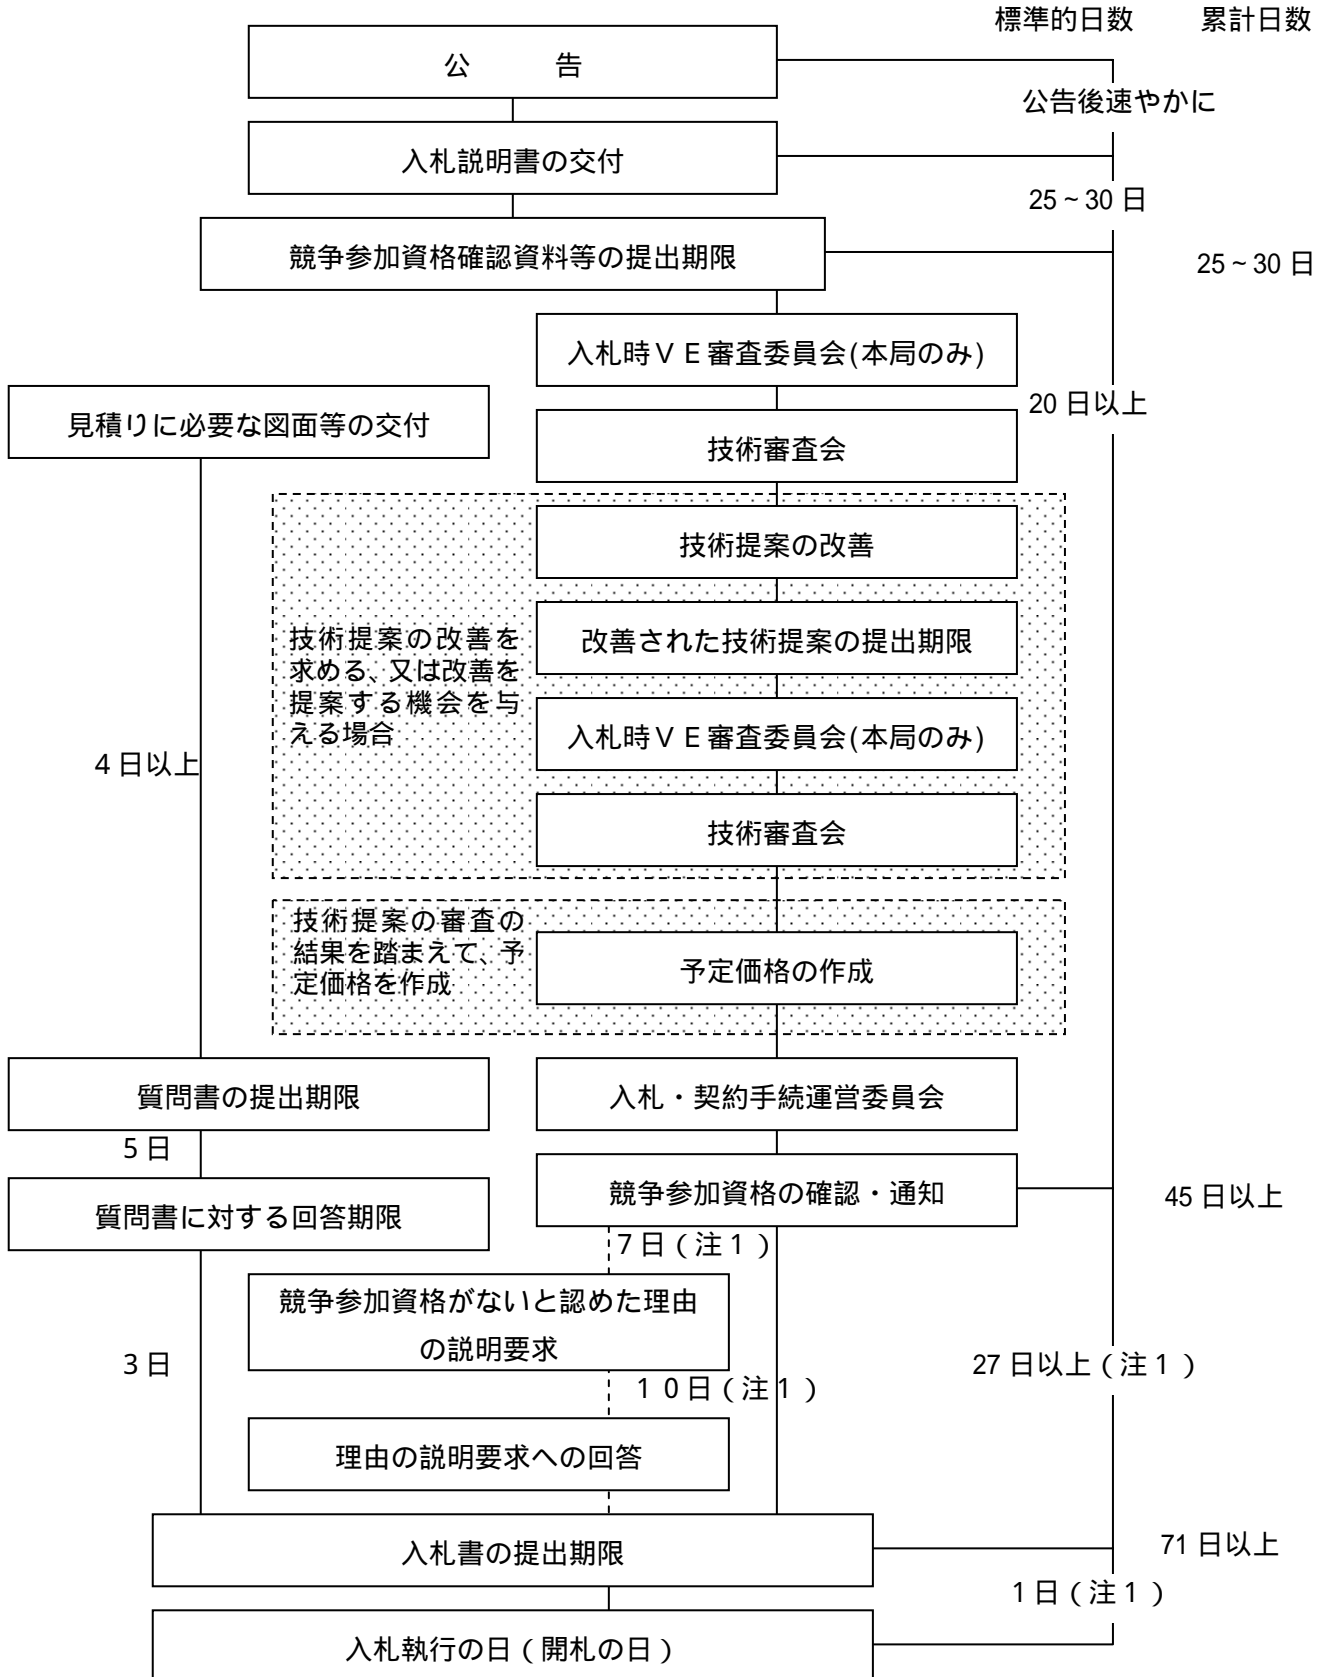 標準的日数　累計日数
公　　　告
公告後速やかに
入札説明書の交付
25～30日
競争参加資格確認資料等の提出期限
25～30日
入札時ＶＥ審査委員会(本局のみ)
20日以上
見積りに必要な図面等の交付
技術審査会
技術提案の改善
技術提案の改善を
求める、又は改善を
提案する機会を与
える場合
改善された技術提案の提出期限
入札時ＶＥ審査委員会(本局のみ)
4日以上
技術審査会
技術提案の審査の
結果を踏まえて、予
定価格を作成
予定価格の作成
質問書の提出期限
入札・契約手続運営委員会
5日
競争参加資格の確認・通知
45日以上
質問書に対する回答期限
7日（注１）
競争参加資格がないと認めた理由
の説明要求
3日
27日以上（注１）
１０日（注１）
理由の説明要求への回答
入札書の提出期限
71日以上
1日（注１）
入札執行の日（開札の日）